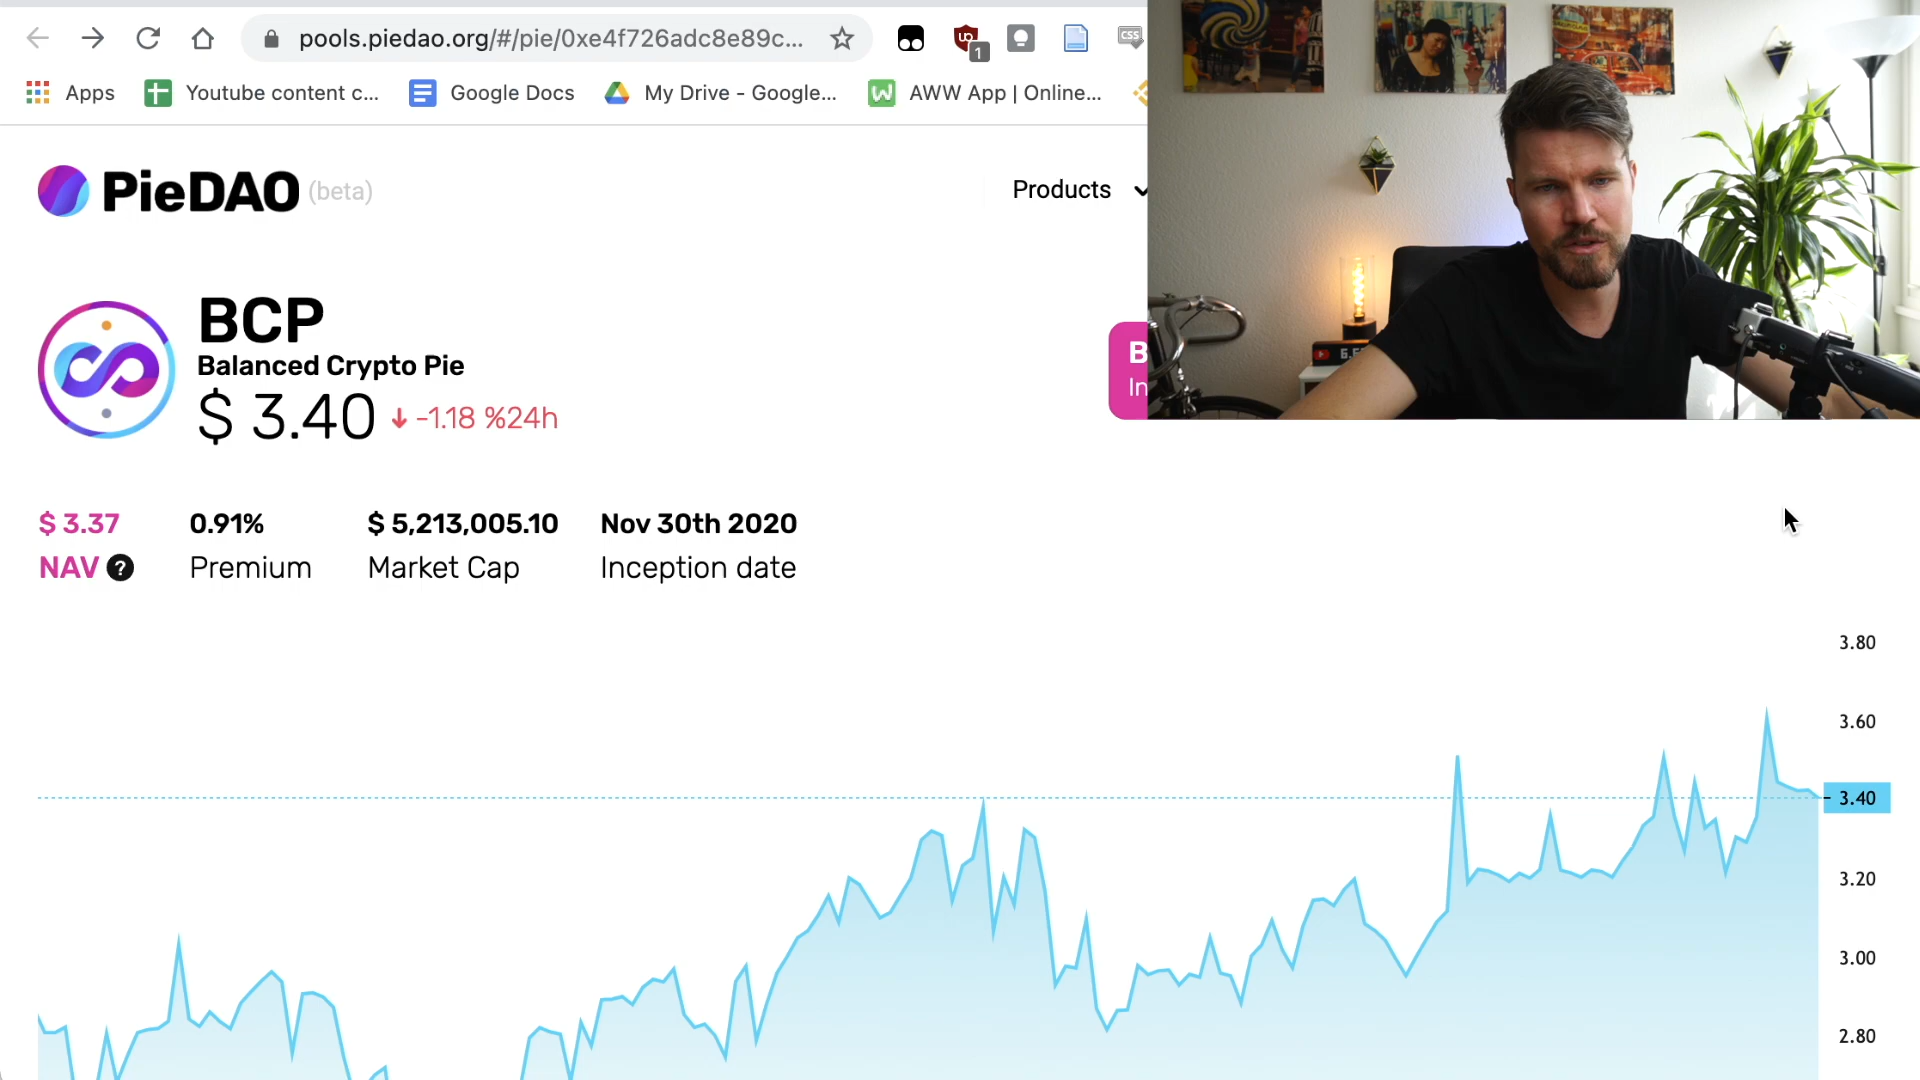 pools.piedao.org/#/pie/0xe4f726adc8e89c...
1
CSS
Apps
Youtube content c...
Google Docs
My Drive - Google...
AWW App | Online...
PieDAO (beta)
Products
BCP
Balanced Crypto Pie
$ 3.40 -1.18 %24h
B
In
$ 3.37
NAV ?
0.91%
Premium
$ 5,213,005.10
Market Cap
Nov 30th 2020
Inception date
3.80
3.60
3.40
3.20
3.00
2.80